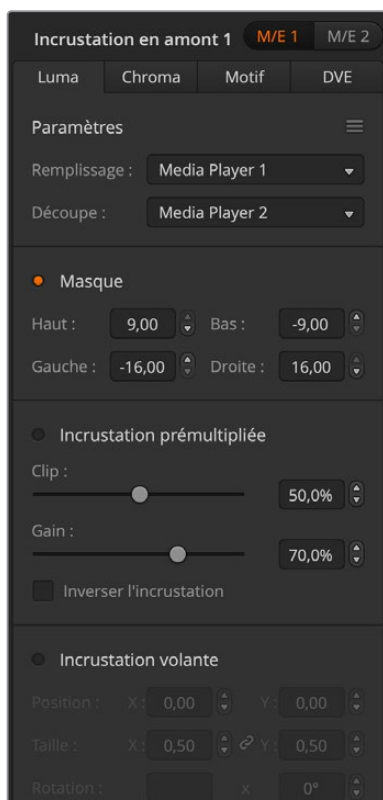 Incrustation en amont 1 M/E 1 M/E 2
Luma Chroma Motif DVE
Paramètres
Remplissage : Media Player 1
Découpe : Media Player 2
Masque
Haut : 9,00 Bas : -9,00
Gauche : -16,00 Droite : 16,00
Incrustation prémultipliée
Clip :
50,0%
Gain :
70,0%
Inverser l'incrustation
Incrustation volante
Position : X : 0,00 Y : 0,00
Taille : X : 0,50 Y : 0,50
Rotation : x 0°